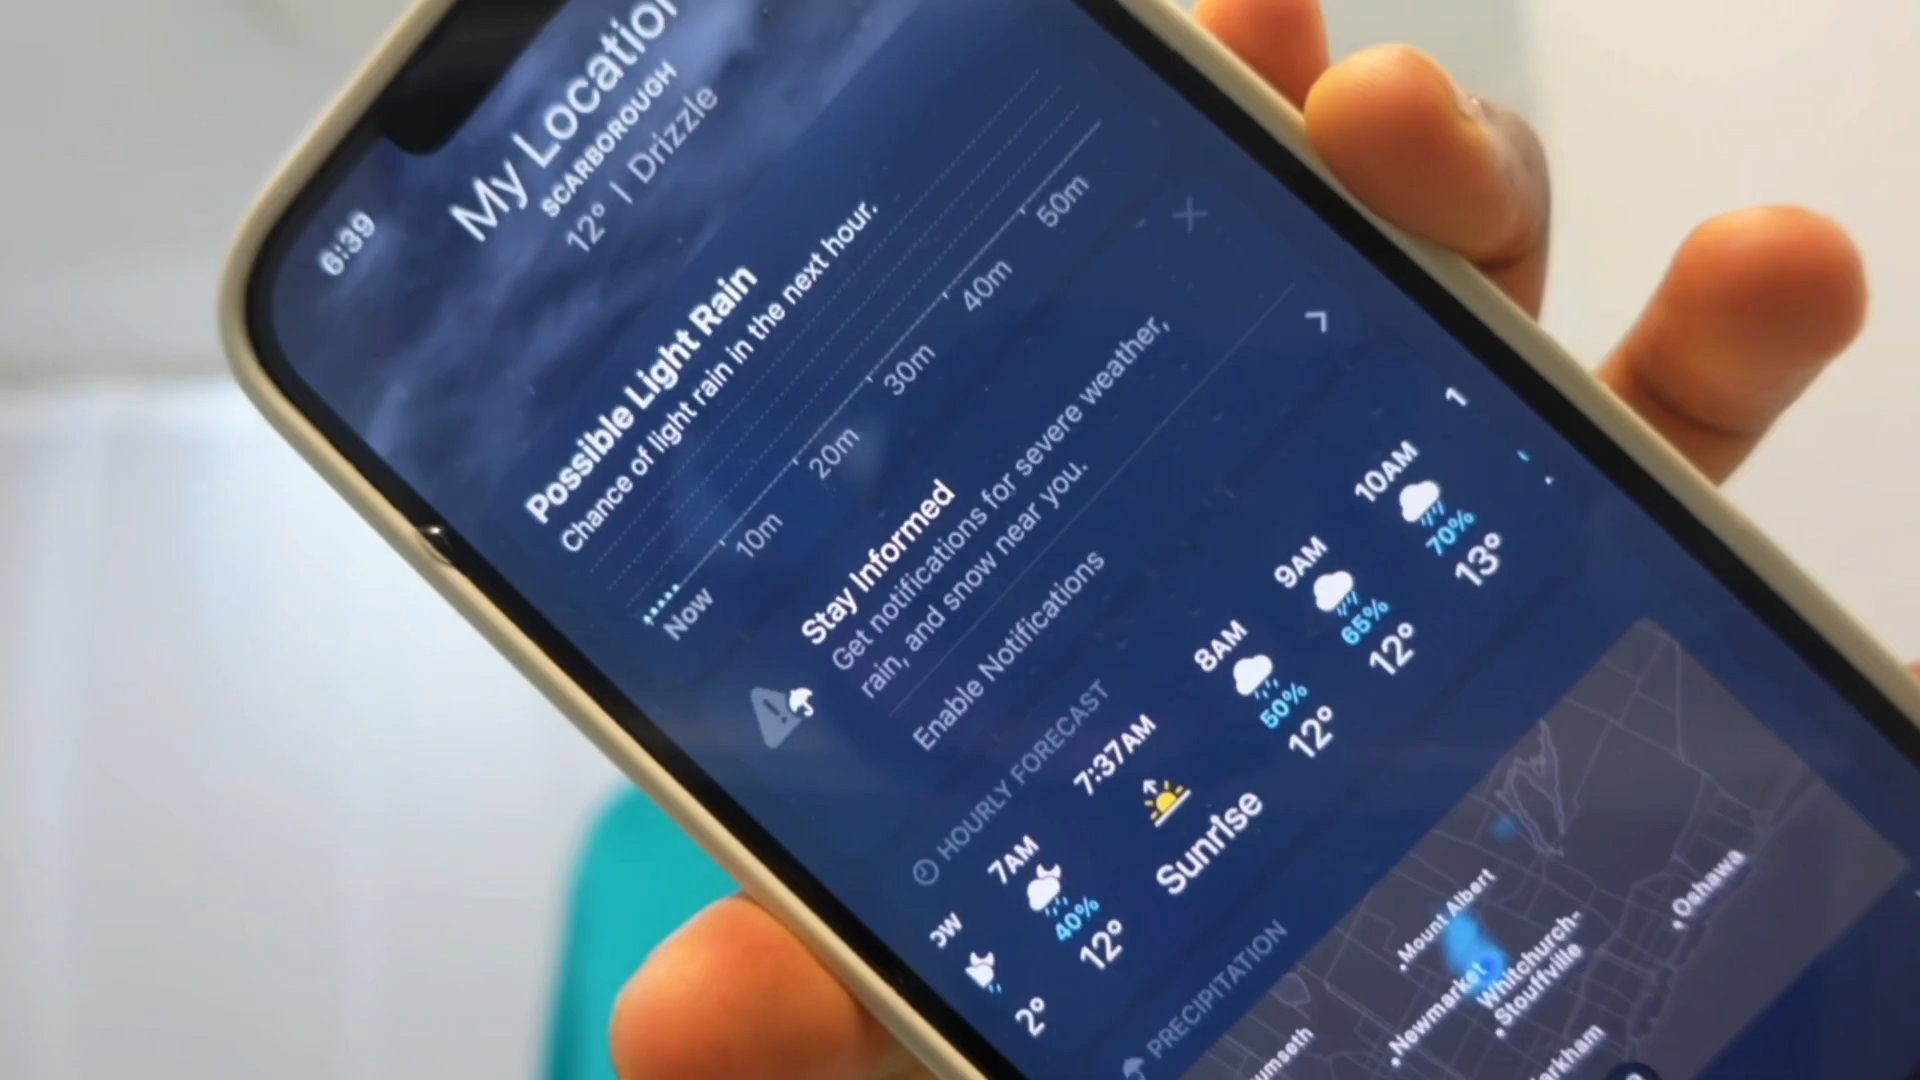 6:39
My Location
SCARBOROUGH
12° | Drizzle
Possible Light Rain
Chance of light rain in the next hour.
Now 10m 20m 30m 40m 50m
Stay Informed
Get notifications for severe weather,
rain, and snow near you.
Enable Notifications
HOURLY FORECAST
7AM 7:37AM 8AM 9AM 10AM 1
40% 50% 65% 70%
2° 12° Sunrise 12° 12° 13°
PRECIPITATION
Mount Albert
Newmarket
Whitchurch-
Stouffville
Oshawa